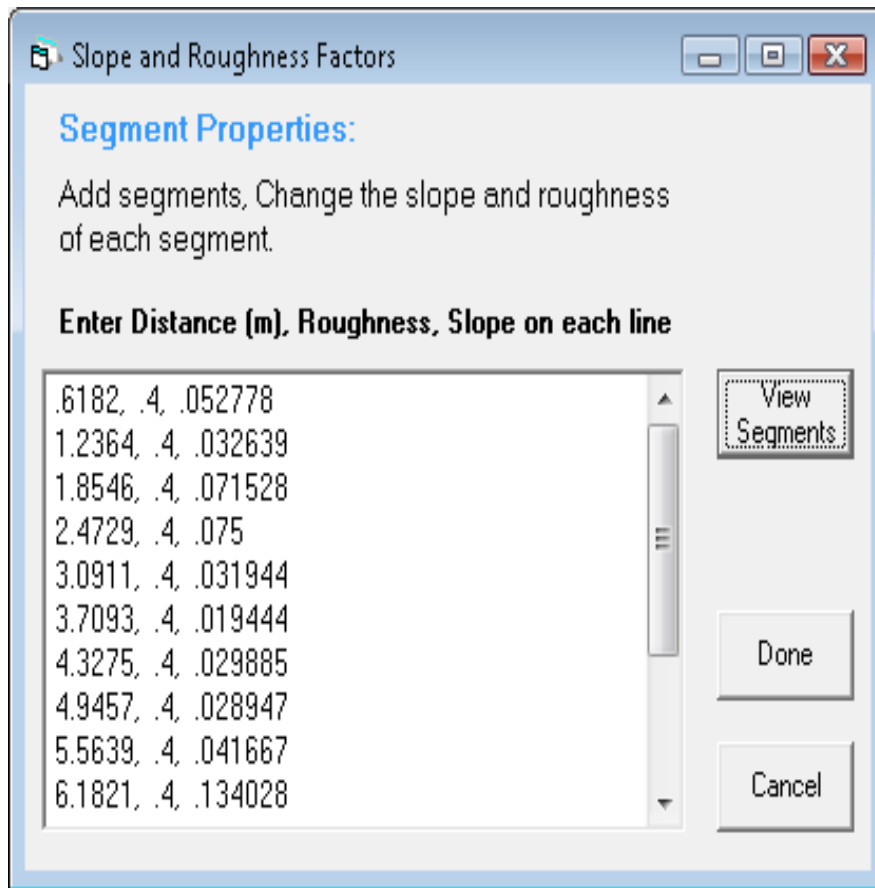 Slope and Roughness Factors
Segment Properties:
Add segments, Change the slope and roughness
of each segment.
Enter Distance (m), Roughness, Slope on each line
.6182, .4, .052778
1.2364, .4, .032639
1.8546, .4, .071528
2.4729, .4, .075
3.0911, .4, .031944
3.7093, .4, .019444
4.3275, .4, .029885
4.9457, .4, .028947
5.5639, .4, .041667
6.1821, .4, .134028
View
Segments
Done
Cancel